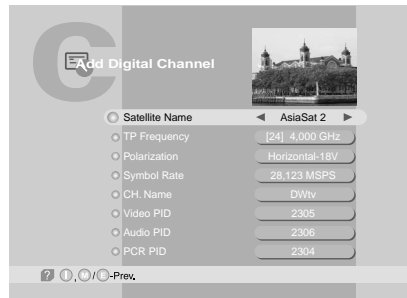 C
Add Digital Channel
Satellite Name ◀ AsiaSat 2 ▶
TP Frequency [24] 4,000 GHz
Polarization Horizontal-18V
Symbol Rate 28,123 MSPS
CH. Name DWtv
Video PID 2305
Audio PID 2306
PCR PID 2304
? I, M / E -Prev.